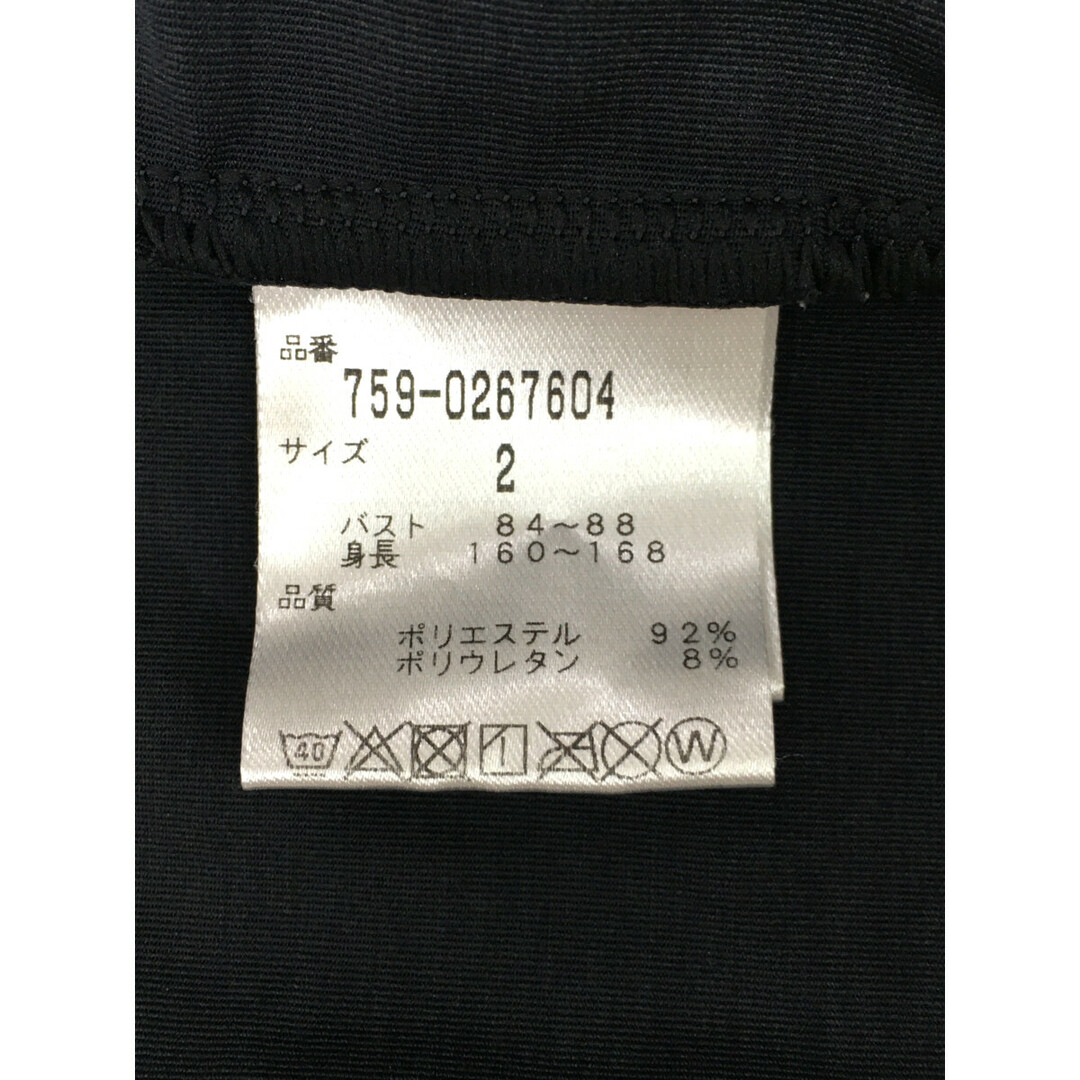 品番
759-0267604
サイズ 2
バスト 84～88
身長 160～168
品質
ポリエステル 92%
ポリウレタン 8%
40 W